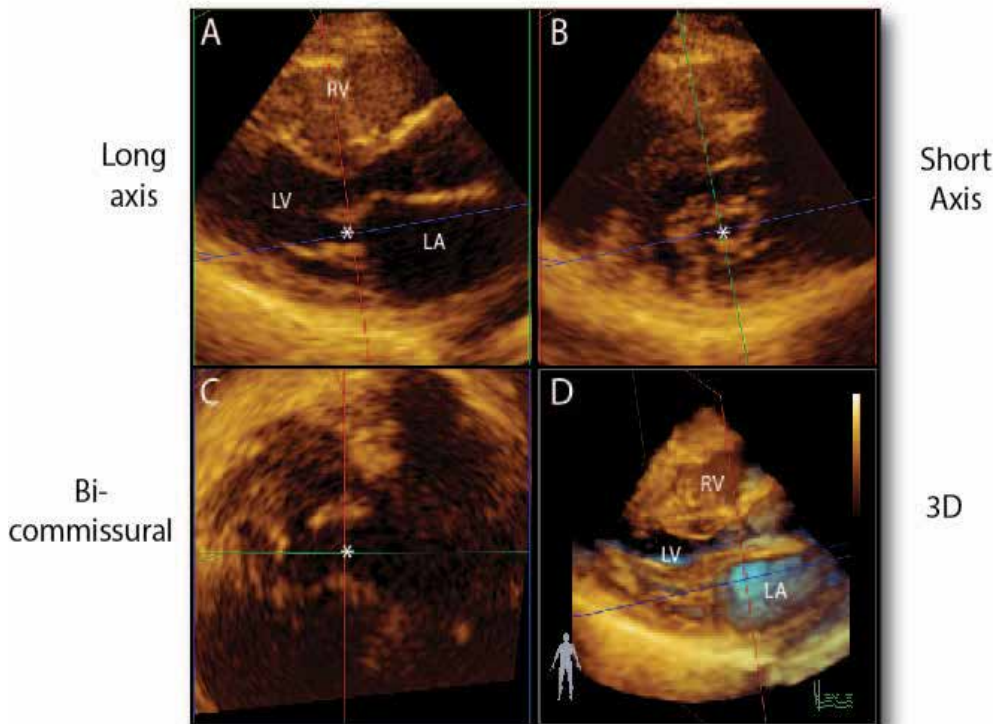 A
B
RV
Long
axis
LV
LA
Short
Axis
C
D
RV
Bi-
commissural
LV
LA
3D
*
*
*